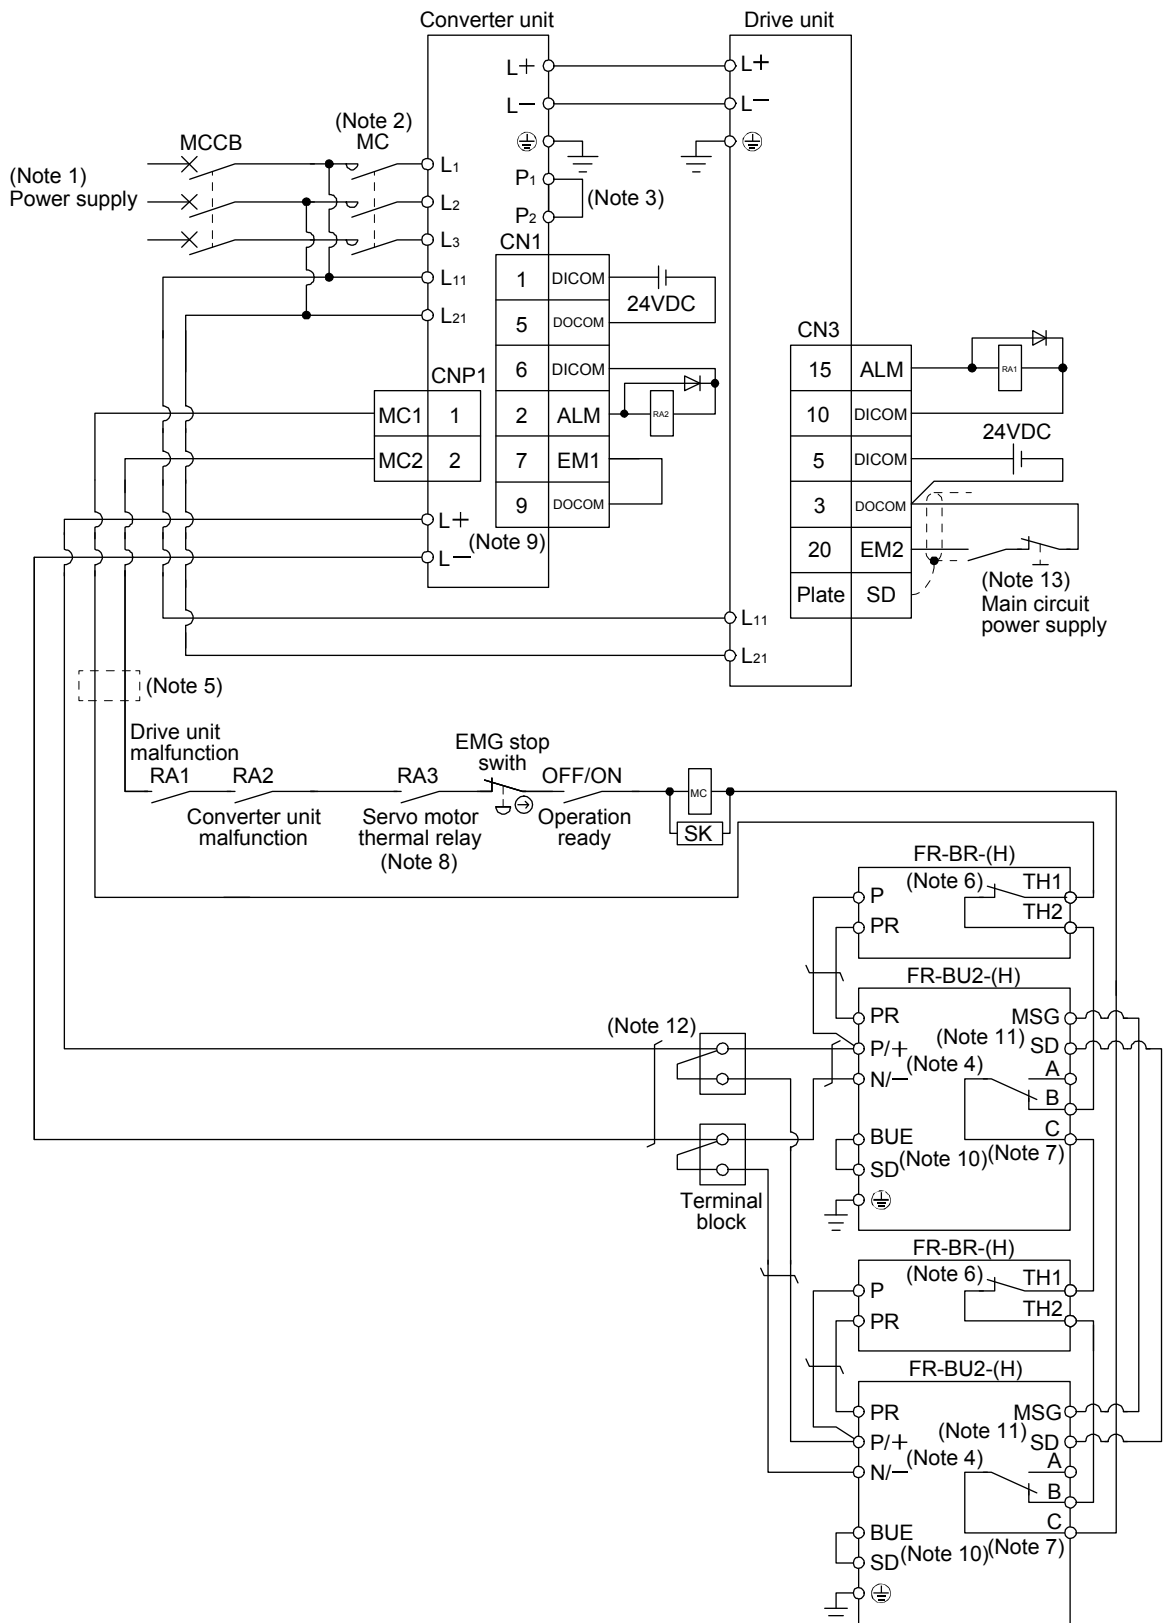 Converter unit
Drive unit
L+
L+
L−
L−
(Note 2)
MC
MCCB
(Note 1)
Power supply
L1
P1
(Note 3)
L2
P2
L3
CN1
L11
1 DICOM
24VDC
L21
5 DOCOM
CN3
6 DICOM
15 ALM
RA1
CNP1
MC1 1
2 ALM
RA2
10 DICOM
24VDC
MC2 2
7 EM1
5 DICOM
9 DOCOM
3 DOCOM
L+
(Note 9)
L−
20 EM2
(Note 13)
Main circuit
power supply
Plate SD
L11
L21
(Note 5)
Drive unit
malfunction
EMG stop
swith
RA1
RA2
RA3
OFF/ON
MC
Converter unit
malfunction
Servo motor
thermal relay
(Note 8)
Operation
ready
SK
FR-BR-(H)
(Note 6)
TH1
P
TH2
PR
FR-BU2-(H)
PR
MSG
(Note 12)
(Note 11)
SD
P/+
(Note 4)
A
N/−
B
BUE
C
SD
(Note 10)
(Note 7)
Terminal
block
FR-BR-(H)
(Note 6)
TH1
P
TH2
PR
FR-BU2-(H)
PR
MSG
(Note 11)
SD
P/+
(Note 4)
A
N/−
B
BUE
C
SD
(Note 10)
(Note 7)